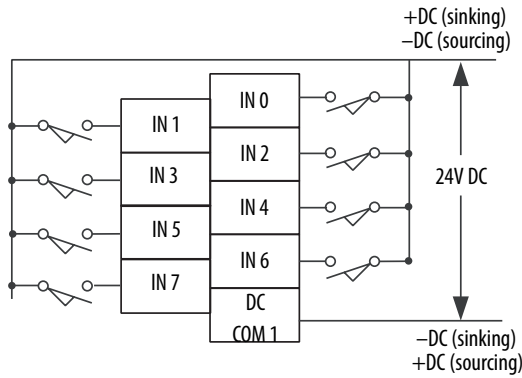 +DC (sinking)
−DC (sourcing)
IN 0
IN 1
IN 2
IN 3
24V DC
IN 4
IN 5
IN 6
IN 7
DC
COM 1
−DC (sinking)
+DC (sourcing)